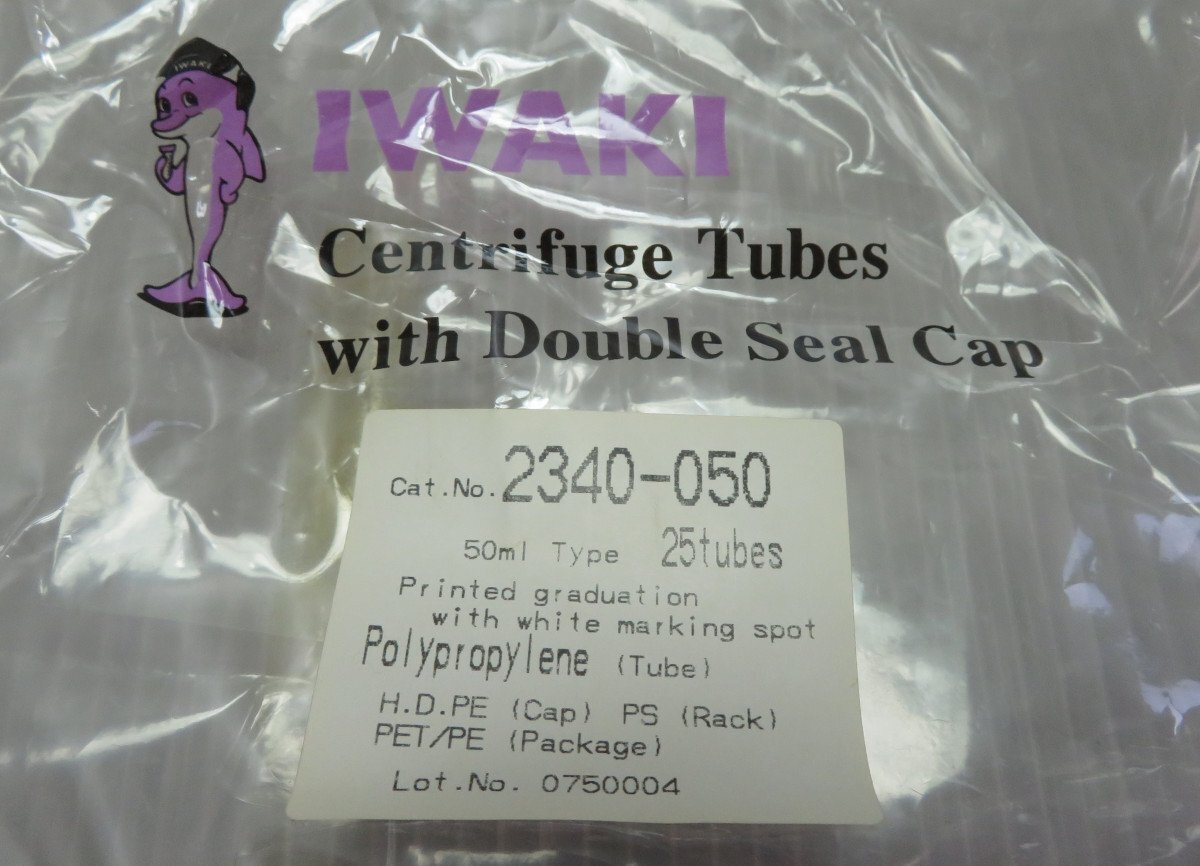 IWAKI
IWAKI
Centrifuge Tubes
with Double Seal Cap
Cat.No. 2340-050
50ml Type 25tubes
Printed graduation
with white marking spot
Polypropylene (Tube)
H.D.PE (Cap) PS (Rack)
PET/PE (Package)
Lot.No. 0750004